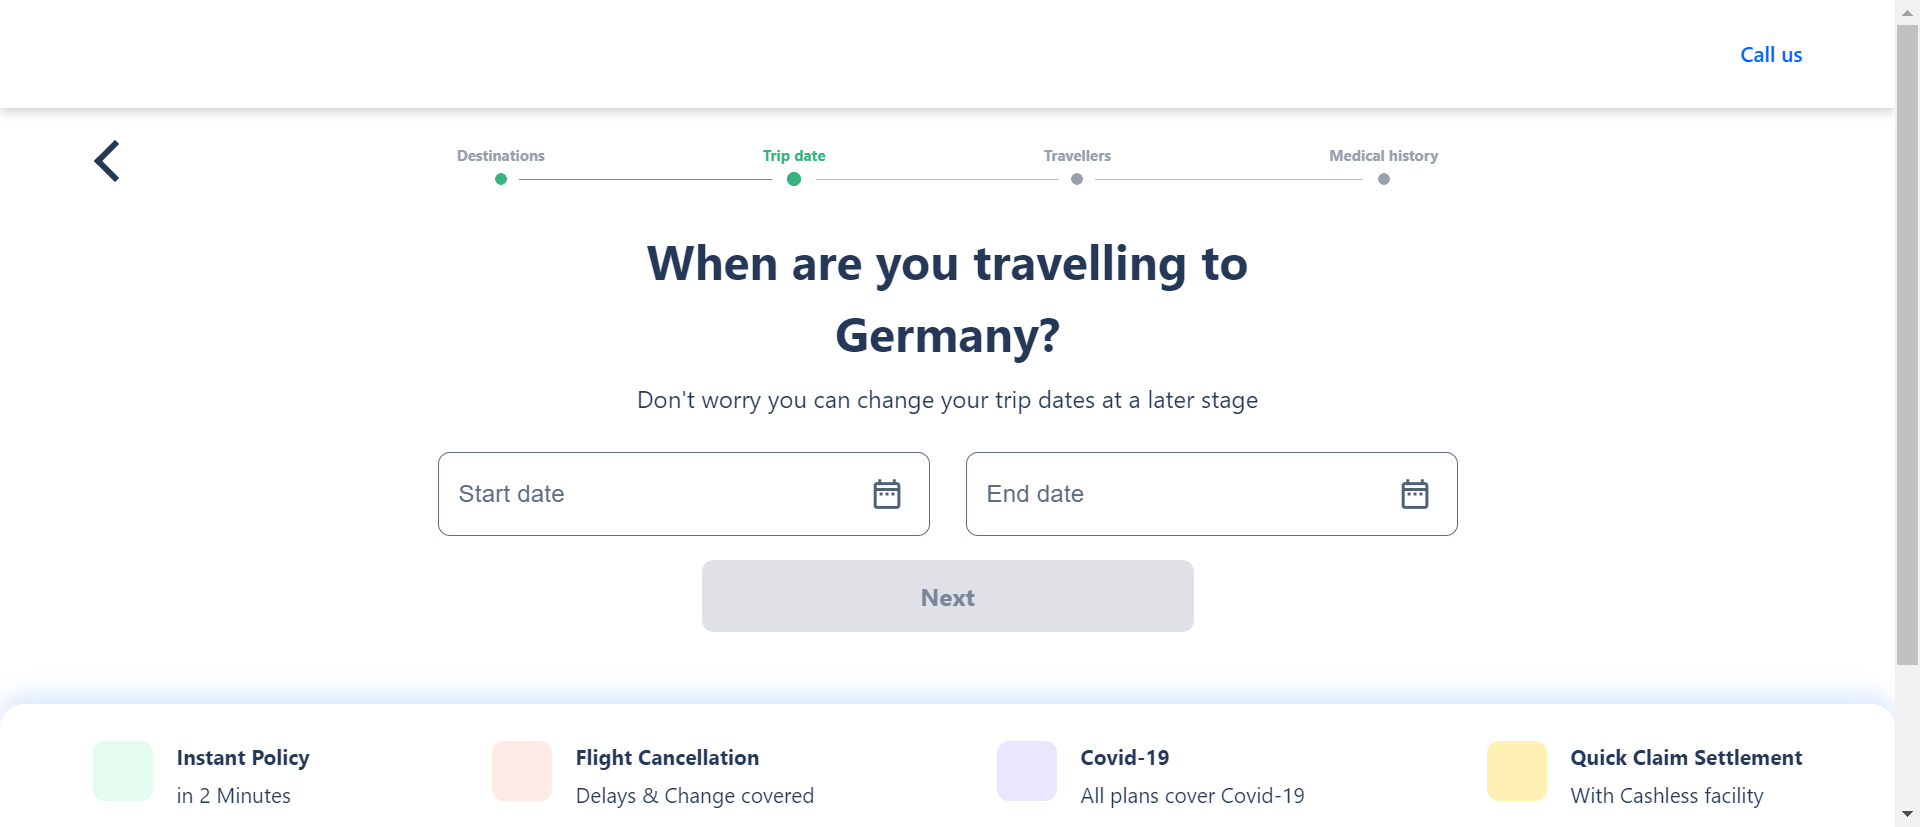 Call us
Destinations
Trip date
Travellers
Medical history
When are you travelling to
Germany?
Don't worry you can change your trip dates at a later stage
Start date
End date
Next
Instant Policy
in 2 Minutes
Flight Cancellation
Delays & Change covered
Covid-19
All plans cover Covid-19
Quick Claim Settlement
With Cashless facility